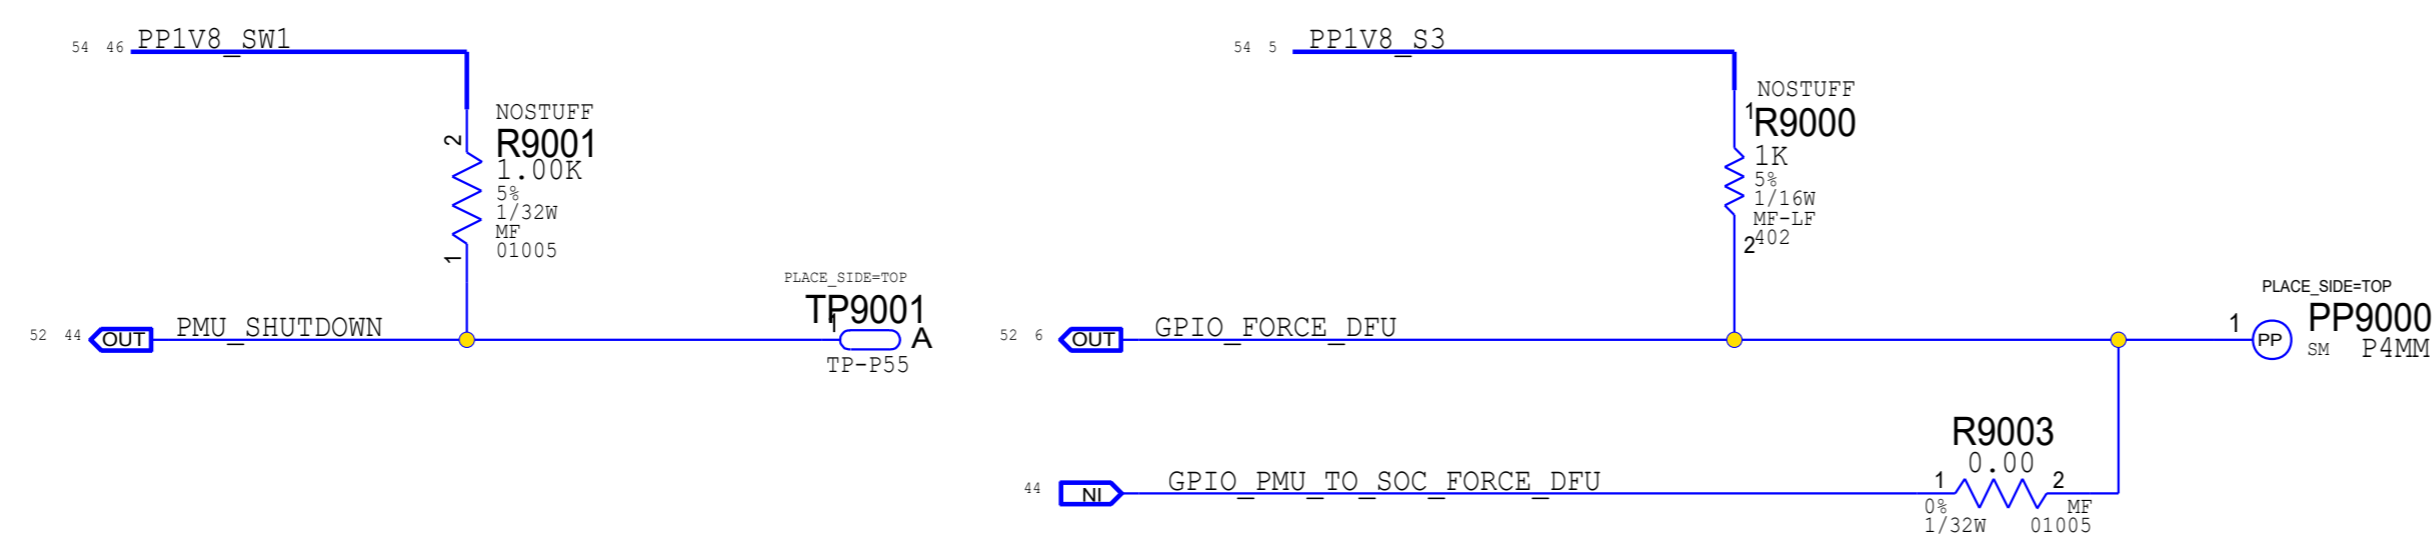 54 46 PP1V8_SW1
NOSTUFF
2
R9001
1.00K
5%
1/32W
MF
01005
1
PLACE_SIDE=TOP
TP9001
1
A
TP-P55
52 44 OUT PMU_SHUTDOWN
54 5 PP1V8_S3
NOSTUFF
1
R9000
1K
5%
1/16W
MF-LF
402
2
52 6 OUT GPIO_FORCE_DFU
PLACE_SIDE=TOP
1
PP
PP9000
SM P4MM
44 NI GPIO_PMU_TO_SOC_FORCE_DFU
R9003
0.00
1 2
0% MF
1/32W 01005